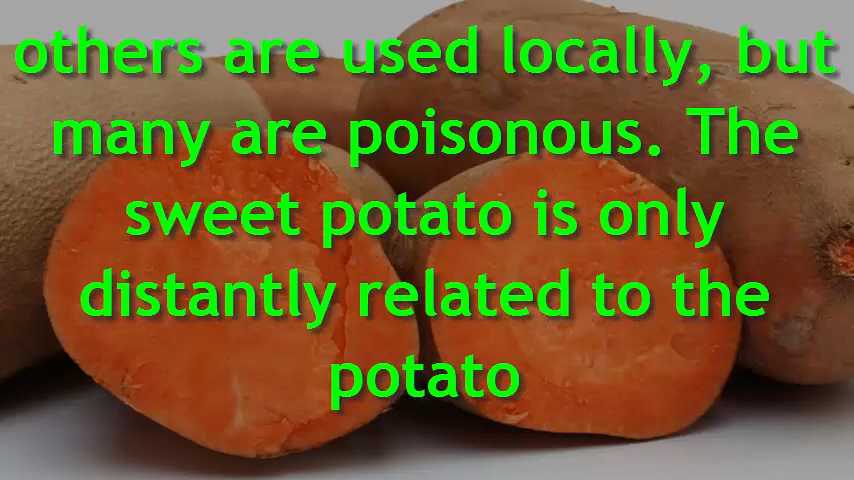 others are used locally, but
many are poisonous. The
sweet potato is only
distantly related to the
potato